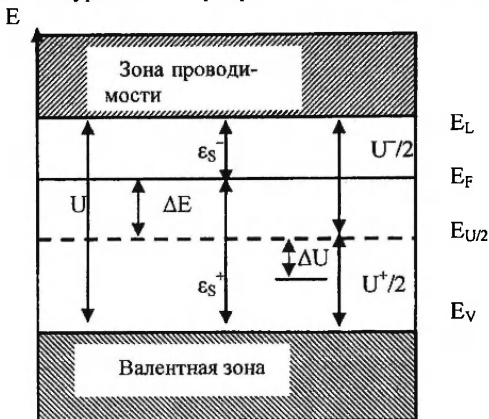 E
Зона проводи-
мости
E_L
ε_S^-
U^-/2
E_F
U
ΔE
E_U/2
ΔU
ε_S^+
U^+/2
E_V
Валентная зона